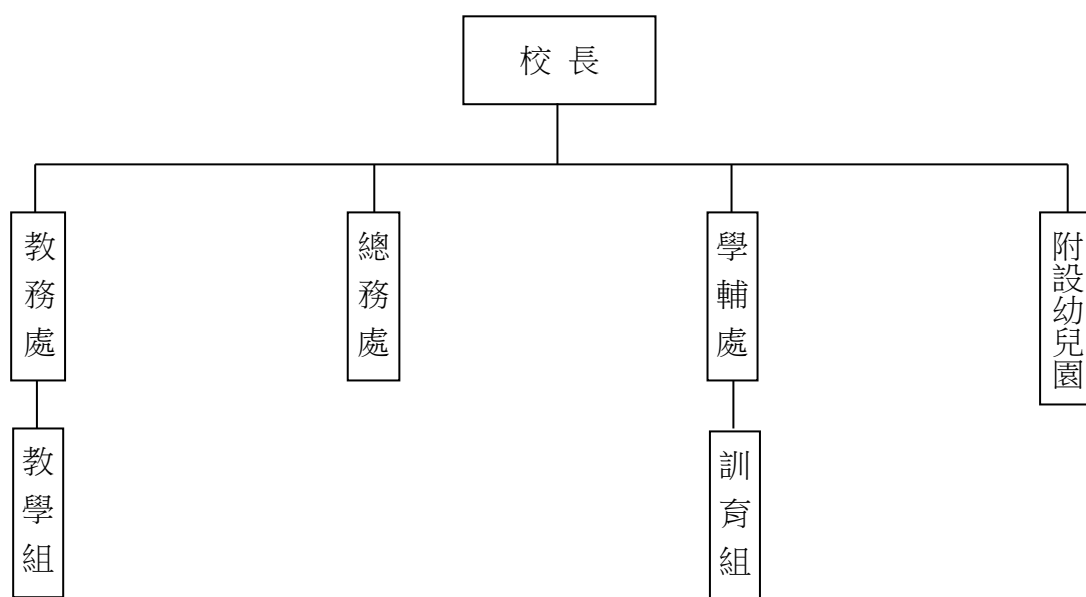 校長
教務處
總務處
學輔處
附設幼兒園
教學組
訓育組